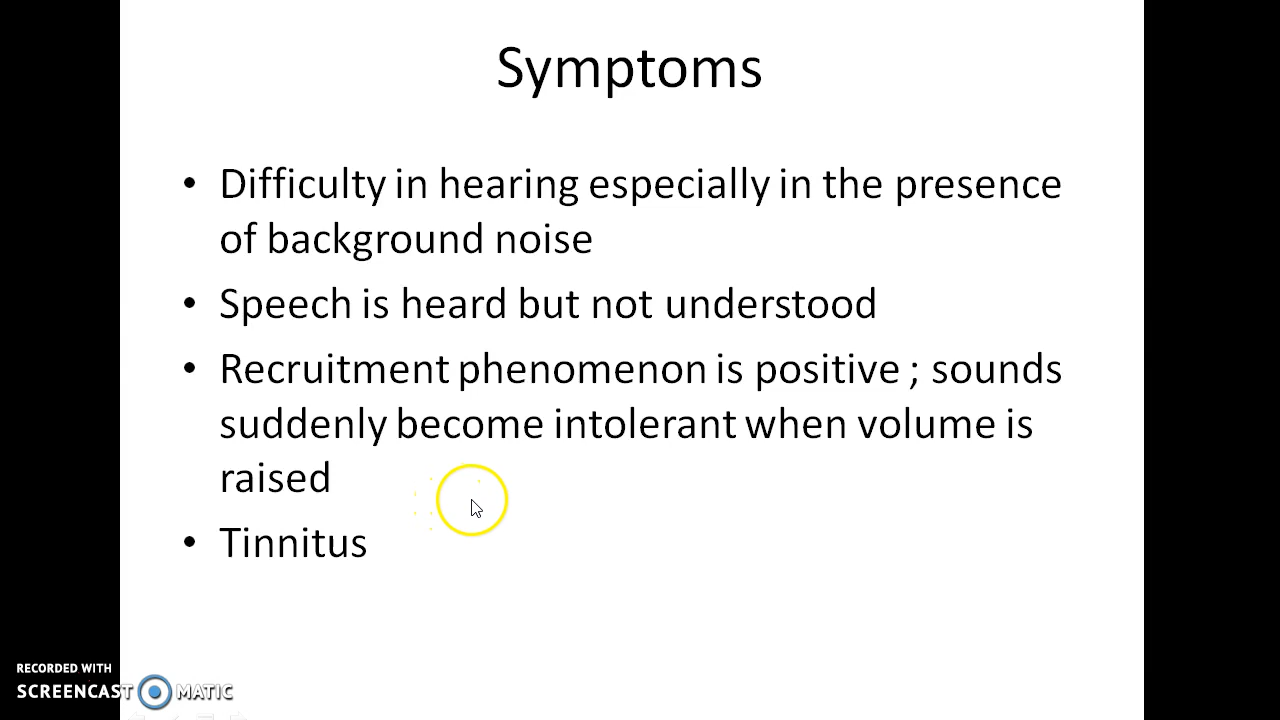 Symptoms
• Difficulty in hearing especially in the presence
of background noise
• Speech is heard but not understood
• Recruitment phenomenon is positive ; sounds
suddenly become intolerant when volume is
raised
• Tinnitus
RECORDED WITH
SCREENCAST MATIC